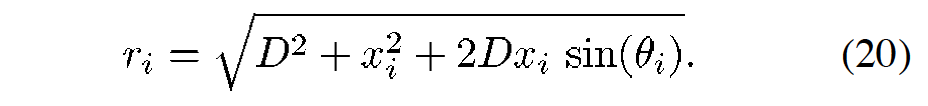 $r_i = \sqrt{D^2 + x_i^2 + 2Dx_i \sin(\theta_i)}.$ (20)